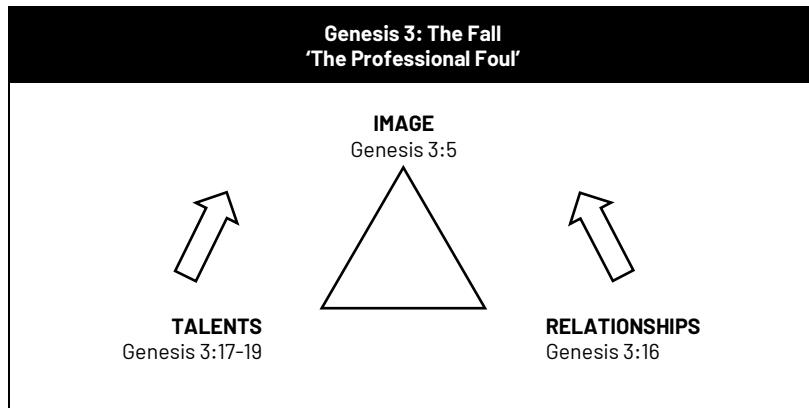 Genesis 3: The Fall
‘The Professional Foul’
IMAGE
Genesis 3:5
TALENTS
Genesis 3:17-19
RELATIONSHIPS
Genesis 3:16